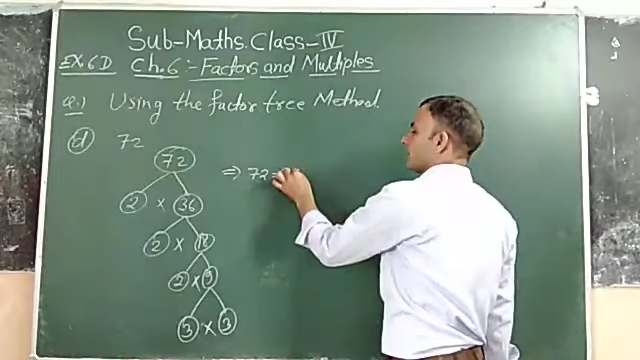 Sub-Maths. Class-IV
EX.6D Ch.6:- Factors and Multiples
Q.1) Using the factor tree Method.
(d) 72
72
⇒ 72=
2 × 36
2 × 18
2 × 9
3 × 3